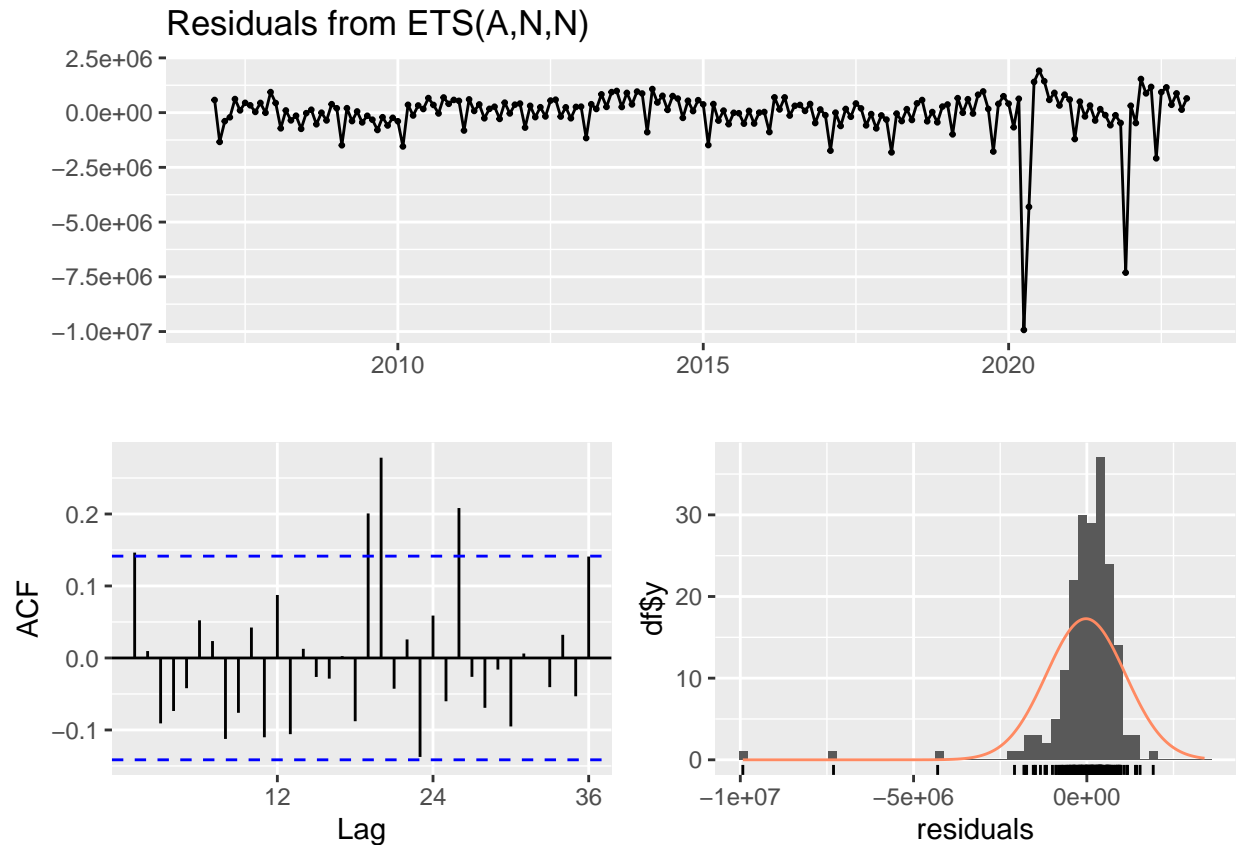 Residuals from ETS(A,N,N)
2.5e+06
0.0e+00
−2.5e+06
−5.0e+06
−7.5e+06
−1.0e+07
2010 2015 2020
ACF
0.2
0.1
0.0
−0.1
12 24 36
Lag
df$y
30
20
10
0
−1e+07 −5e+06 0e+00
residuals